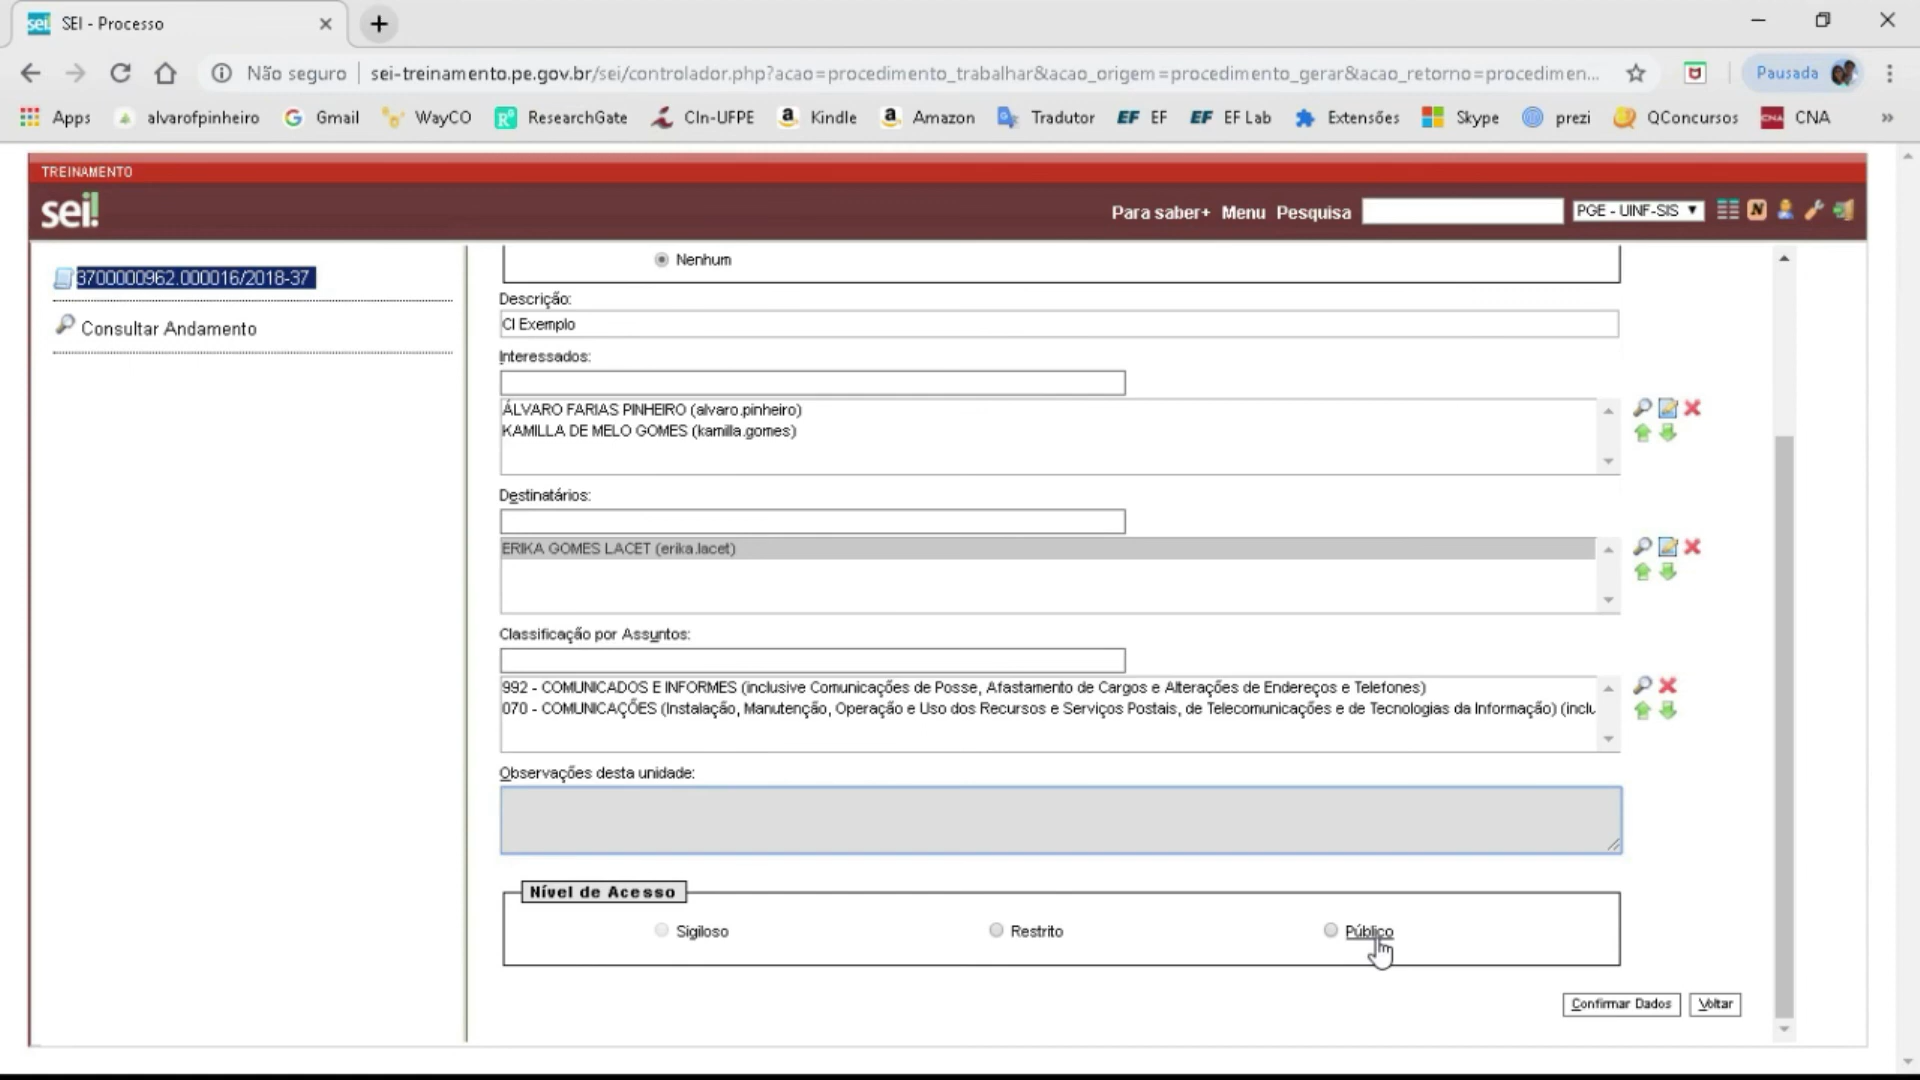 sei! SEI - Processo
Não seguro sei-treinamento.pe.gov.br/sei/controlador.php?acao=procedimento_trabalhar&acao_origem=procedimento_gerar&acao_retorno=procedimen... Pausada
Apps alvarofpinheiro Gmail WayCO ResearchGate CIn-UFPE Kindle Amazon Tradutor EF EF EF EF Lab Extensões Skype prezi QConcursos CNA CNA »
TREINAMENTO
sei! Para saber+ Menu Pesquisa PGE - UINF-SIS N
3700000962.000016/2018-37
Consultar Andamento
Nenhum
Descrição:
CI Exemplo
Interessados:
ÁLVARO FARIAS PINHEIRO (alvaro.pinheiro)
KAMILLA DE MELO GOMES (kamilla.gomes)
Destinatários:
ERIKA GOMES LACET (erika.lacet)
Classificação por Assuntos:
992 - COMUNICADOS E INFORMES (inclusive Comunicações de Posse, Afastamento de Cargos e Alterações de Endereços e Telefones)
070 - COMUNICAÇÕES (Instalação, Manutenção, Operação e Uso dos Recursos e Serviços Postais, de Telecomunicações e de Tecnologias da Informação) (inclu
Observações desta unidade:
Nível de Acesso
Sigiloso Restrito Público
Confirmar Dados Voltar